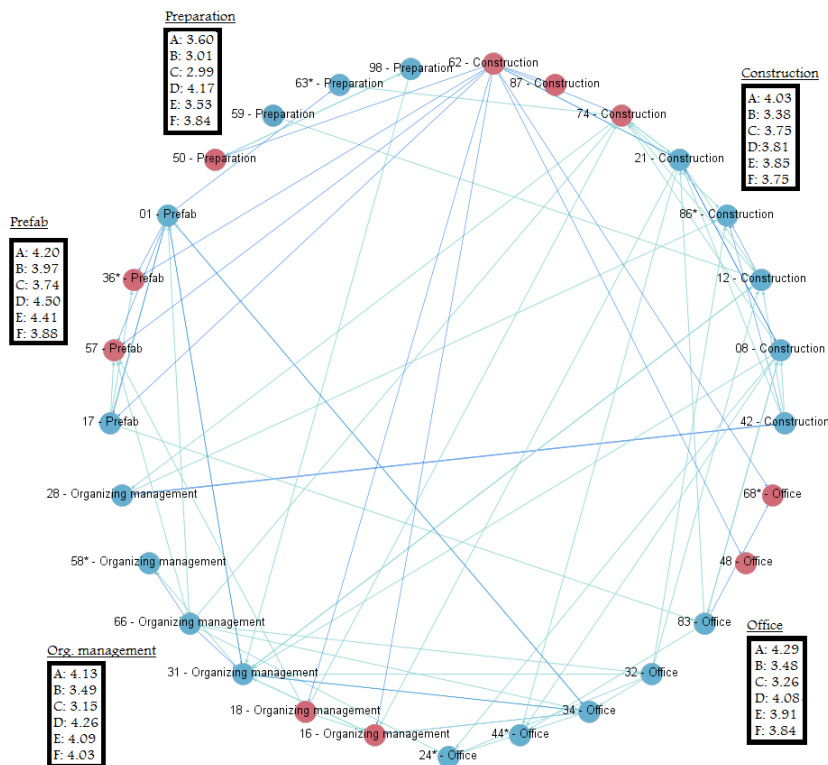 Preparation
A: 3.60
B: 3.01
C: 2.99
D: 4.17
E: 3.53
F: 3.84
98 - Preparation
62 - Construction
63* - Preparation
87 - Construction
59 - Preparation
74 - Construction
50 - Preparation
21 - Construction
Construction
A: 4.03
B: 3.38
C: 3.75
D:3.81
E: 3.85
F: 3.75
01 - Prefab
86* - Construction
Prefab
A: 4.20
B: 3.97
C: 3.74
D: 4.50
E: 4.41
F: 3.88
36* - Prefab
12 - Construction
57 - Prefab
08 - Construction
17 - Prefab
42 - Construction
28 - Organizing management
68* - Office
58* - Organizing management
48 - Office
66 - Organizing management
83 - Office
Org. management
A: 4.13
B: 3.49
C: 3.15
D: 4.26
E: 4.09
F: 4.03
31 - Organizing management
32 - Office
18 - Organizing management
34 - Office
16 - Organizing management
44* - Office
24* - Office
Office
A: 4.29
B: 3.48
C: 3.26
D: 4.08
E: 3.91
F: 3.84